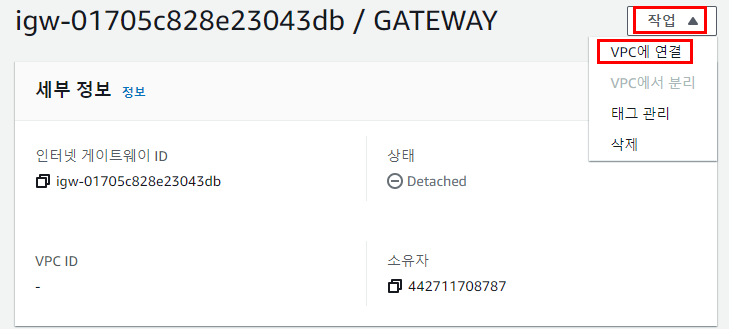 igw-01705c828e23043db / GATEWAY
작업
VPC에 연결
VPC에서 분리
태그 관리
삭제
세부 정보 정보
인터넷 게이트웨이 ID
igw-01705c828e23043db
상태
Detached
VPC ID
-
소유자
442711708787